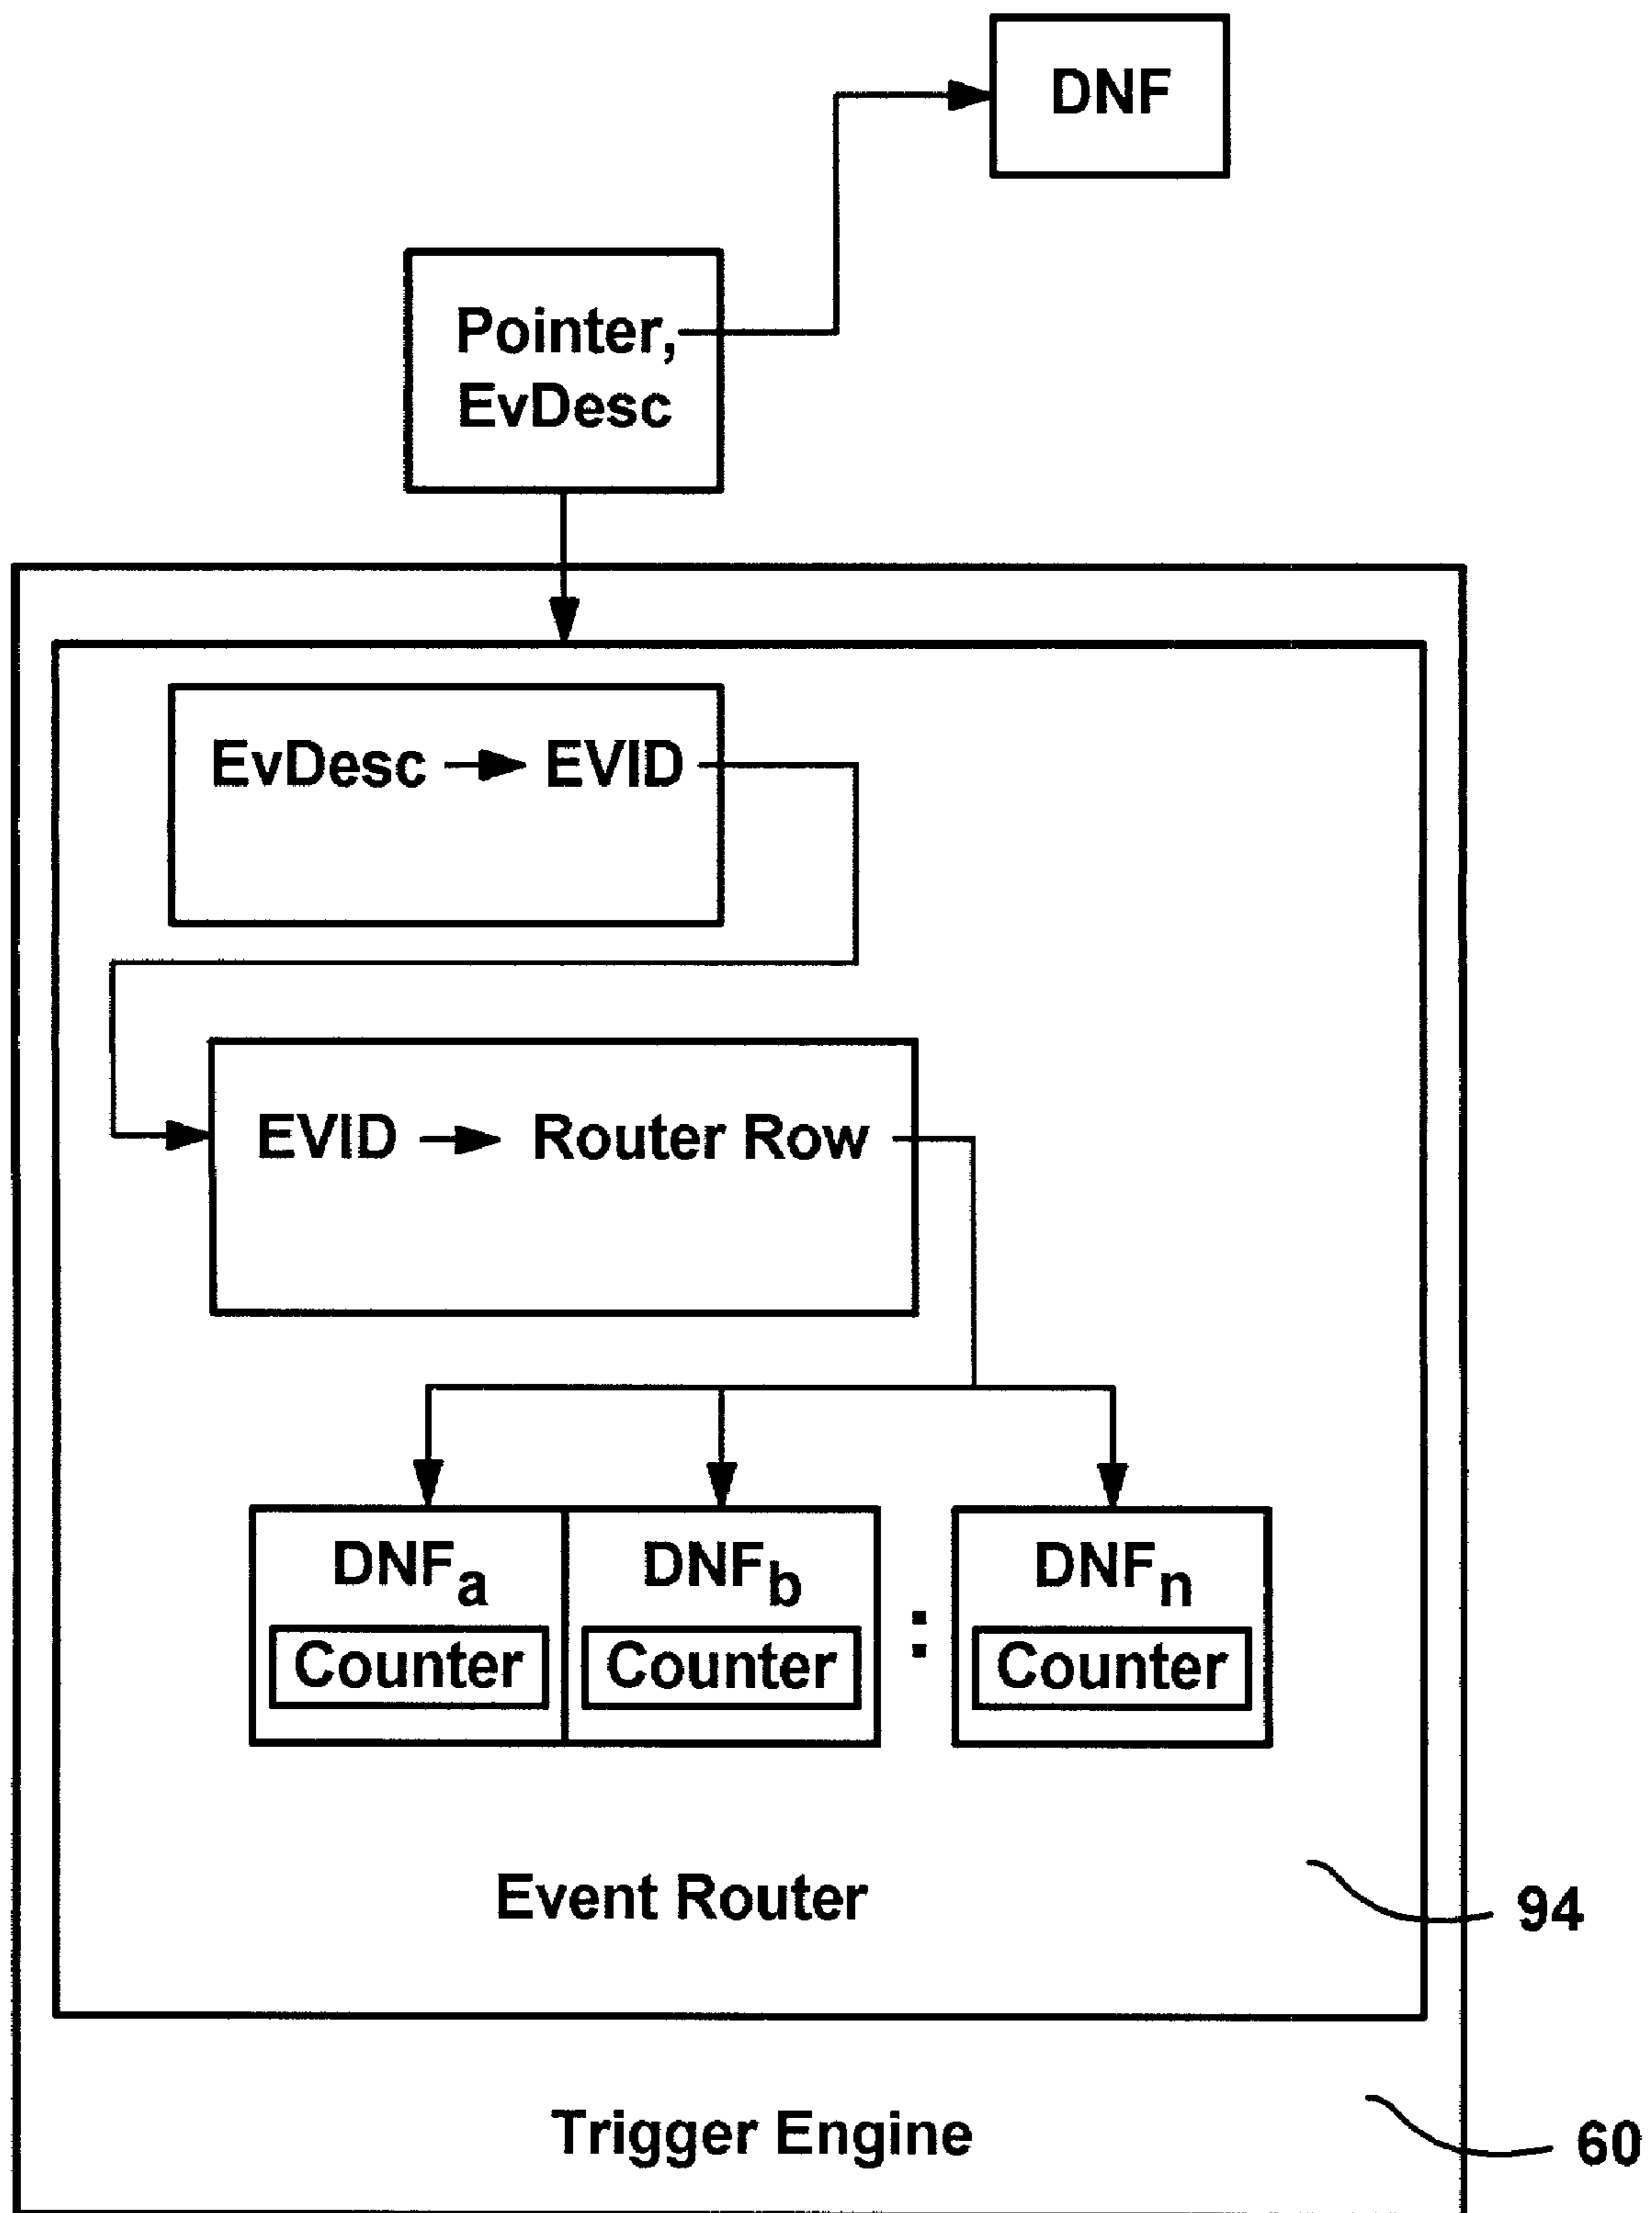 DNF
Pointer,
EvDesc
EvDesc → EVID
EVID → Router Row
DNFa DNFb : DNFn
Counter Counter Counter
Event Router
94
Trigger Engine
60